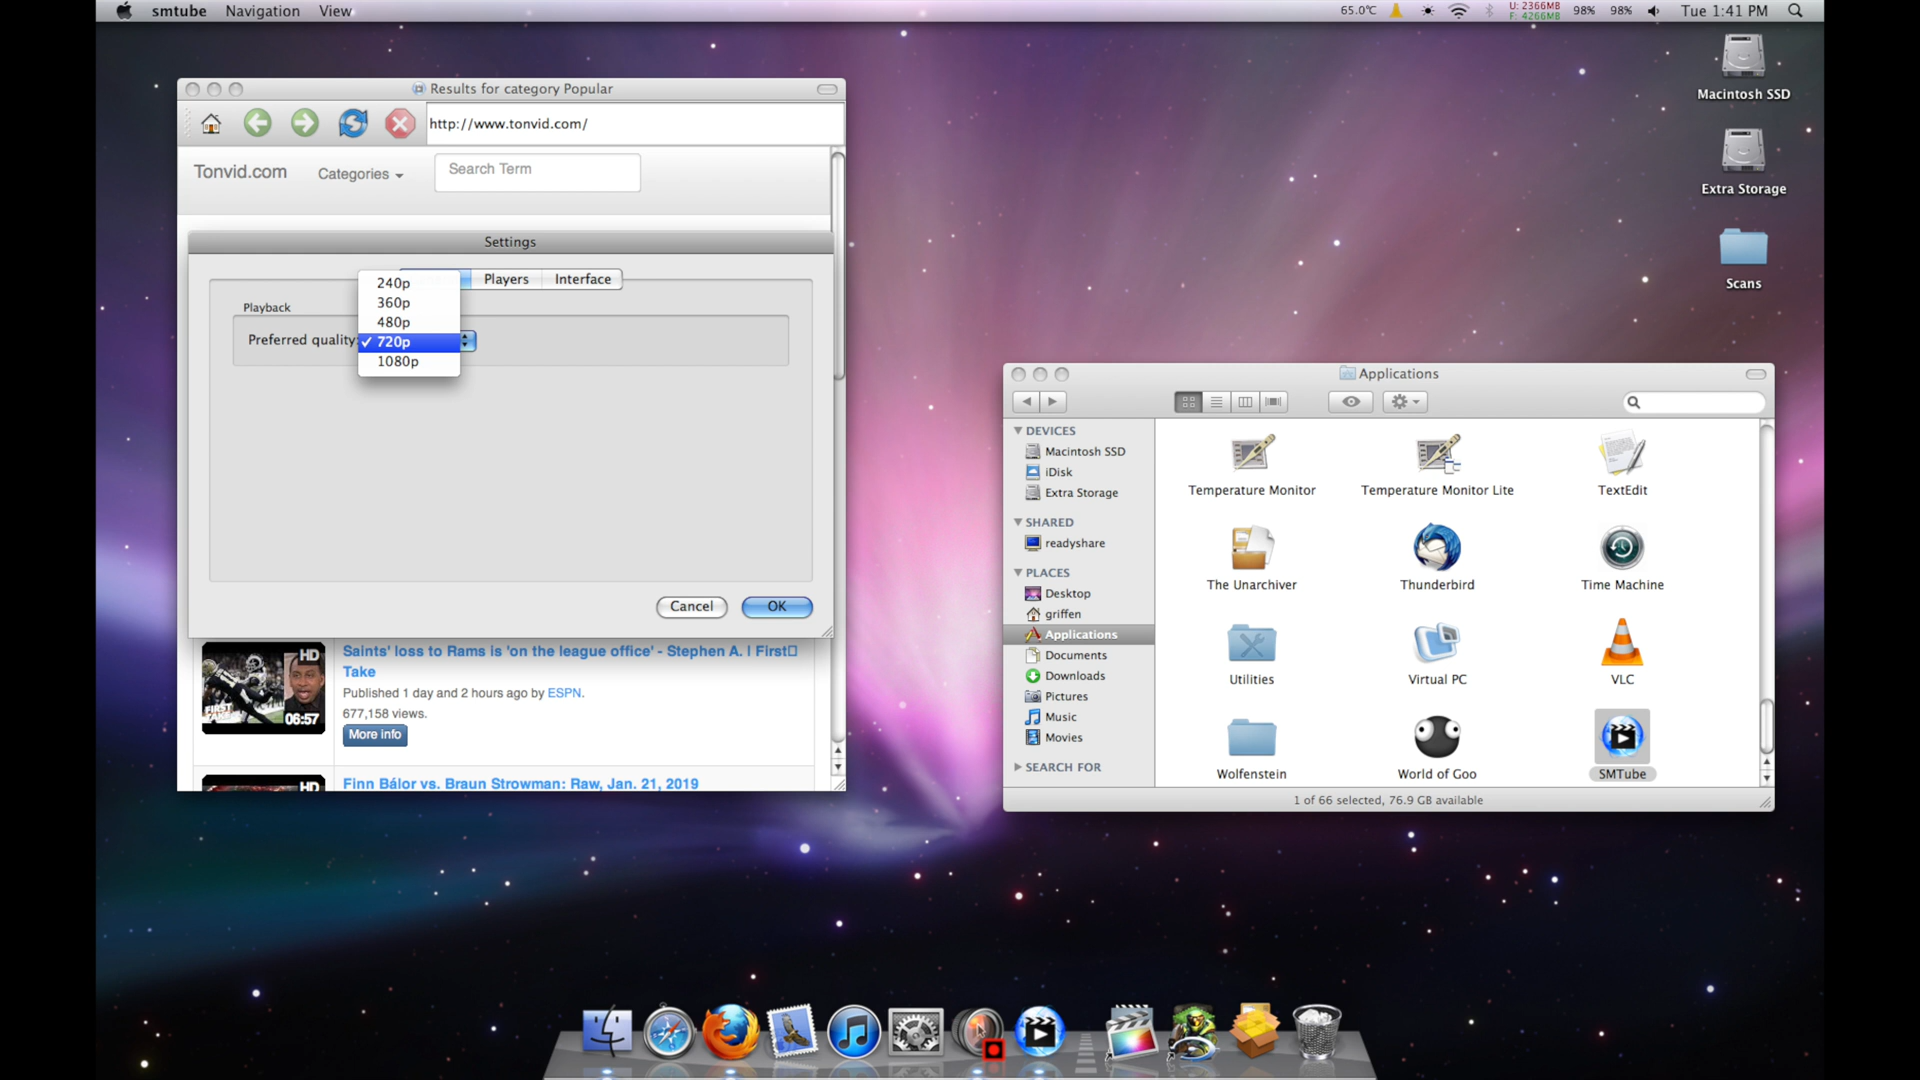 smtube Navigation View
65.0°C U: 2366MB F: 4266MB 98% 98% Tue 1:41 PM
Macintosh SSD
Extra Storage
Scans
Results for category Popular
http://www.tonvid.com/
Tonvid.com Categories Search Term
Settings
Players Interface
Playback
Preferred quality:
240p
360p
480p
✓ 720p
1080p
Cancel OK
HD
FIRST TAKE
06:57
Saints' loss to Rams is 'on the league office' - Stephen A. | First□
Take
Published 1 day and 2 hours ago by ESPN.
677,158 views.
More info
HD
Finn Bálor vs. Braun Strowman: Raw, Jan. 21, 2019
Applications
DEVICES
Macintosh SSD
iDisk
Extra Storage
SHARED
readyshare
PLACES
Desktop
griffen
Applications
Documents
Downloads
Pictures
Music
Movies
SEARCH FOR
Temperature Monitor Temperature Monitor Lite TextEdit
The Unarchiver Thunderbird Time Machine
Utilities Virtual PC VLC
Wolfenstein World of Goo SMTube
1 of 66 selected, 76.9 GB available